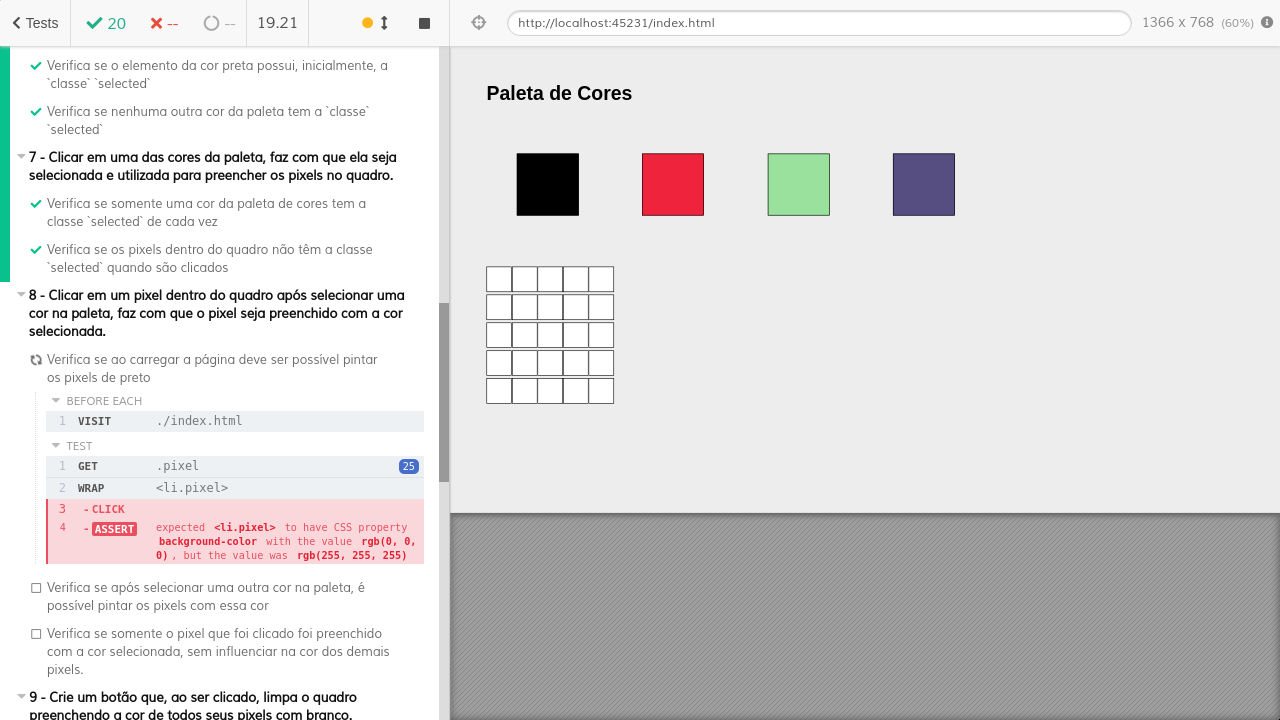 Tests
20
--
--
19.21
http://localhost:45231/index.html
1366 x 768 (60%)
Verifica se o elemento da cor preta possui, inicialmente, a
`classe` `selected`
Verifica se nenhuma outra cor da paleta tem a `classe`
`selected`
7 - Clicar em uma das cores da paleta, faz com que ela seja
selecionada e utilizada para preencher os pixels no quadro.
Verifica se somente uma cor da paleta de cores tem a
classe `selected` de cada vez
Verifica se os pixels dentro do quadro não têm a classe
`selected` quando são clicados
8 - Clicar em um pixel dentro do quadro após selecionar uma
cor na paleta, faz com que o pixel seja preenchido com a cor
selecionada.
Verifica se ao carregar a página deve ser possível pintar
os pixels de preto
BEFORE EACH
1 VISIT ./index.html
TEST
1 GET .pixel 25
2 WRAP <li.pixel>
3 -CLICK
4 -ASSERT expected <li.pixel> to have CSS property
background-color with the value rgb(0, 0,
0), but the value was rgb(255, 255, 255)
Verifica se após selecionar uma outra cor na paleta, é
possível pintar os pixels com essa cor
Verifica se somente o pixel que foi clicado foi preenchido
com a cor selecionada, sem influenciar na cor dos demais
pixels.
9 - Crie um botão que, ao ser clicado, limpa o quadro
preenchendo a cor de todos seus pixels com branco.
Paleta de Cores